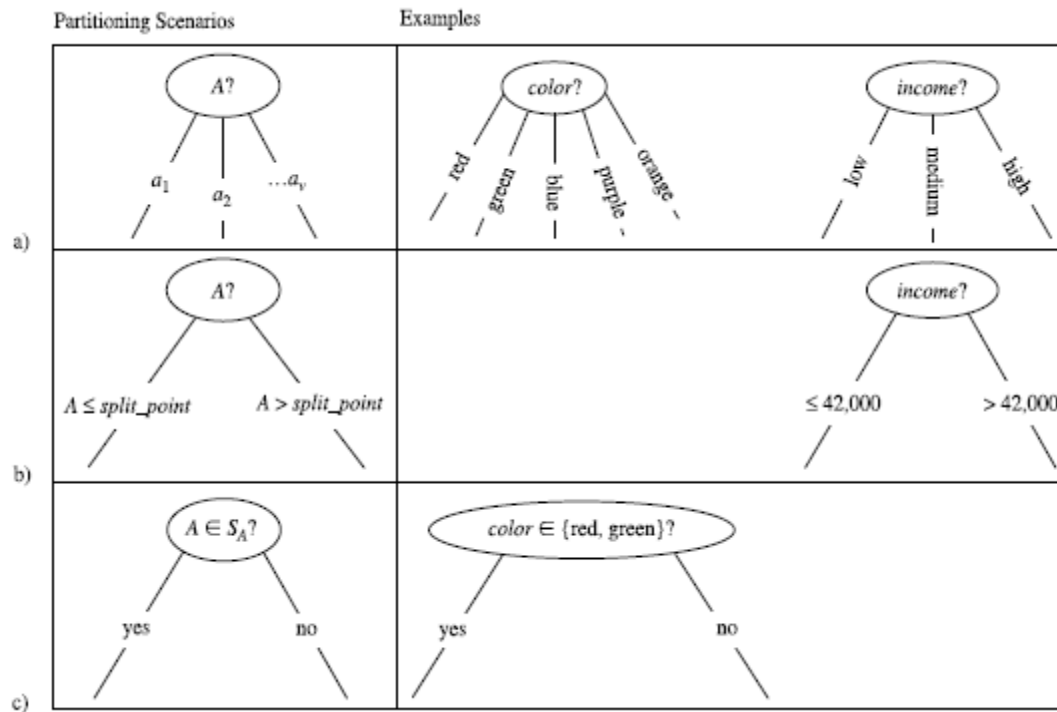 Partitioning Scenarios Examples
A? color? income?
a1 a2 …av red green blue purple orange low medium high
a)
A? income?
A ≤ split_point A > split_point ≤ 42,000 > 42,000
b)
A ∈ SA? color ∈ {red, green}?
yes no yes no
c)